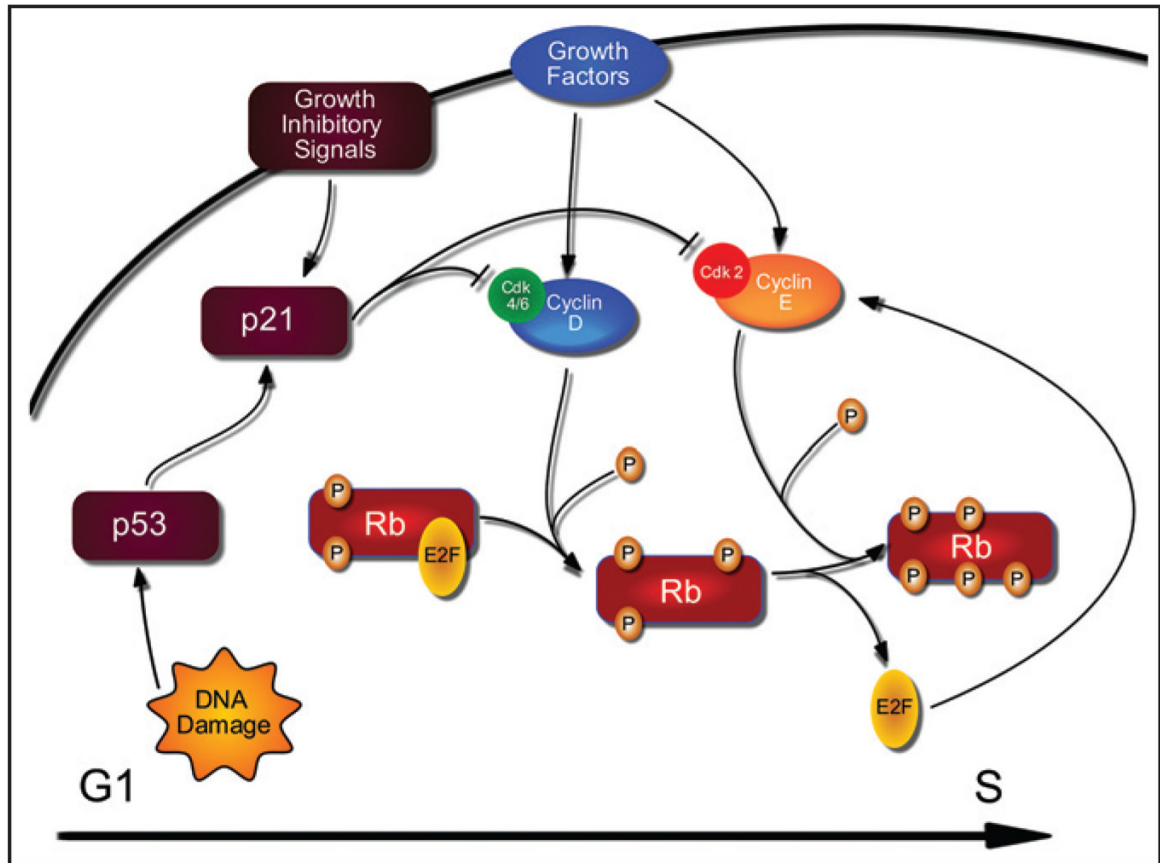 Growth
Factors
Growth
Inhibitory
Signals
Cdk 2
Cyclin
E
Cdk
4/6
Cyclin
D
p21
P
P
P
p53
Rb
E2F
P
P
P
Rb
P
P
P
Rb
P
P
P
P
DNA
Damage
E2F
G1
S